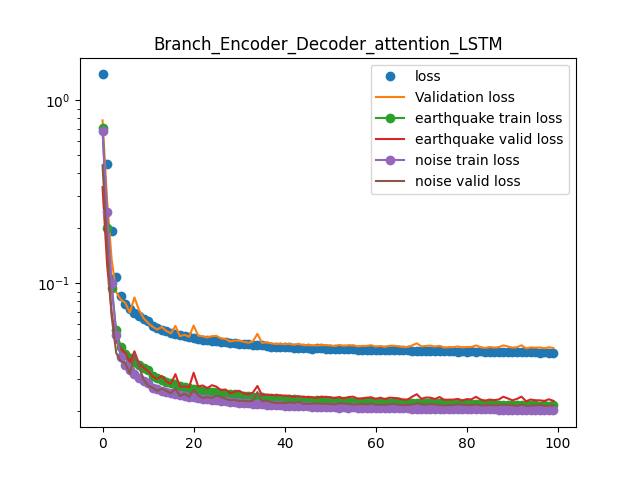 Branch_Encoder_Decoder_attention_LSTM
loss
Validation loss
earthquake train loss
earthquake valid loss
noise train loss
noise valid loss
10⁰
10⁻¹
0 20 40 60 80 100